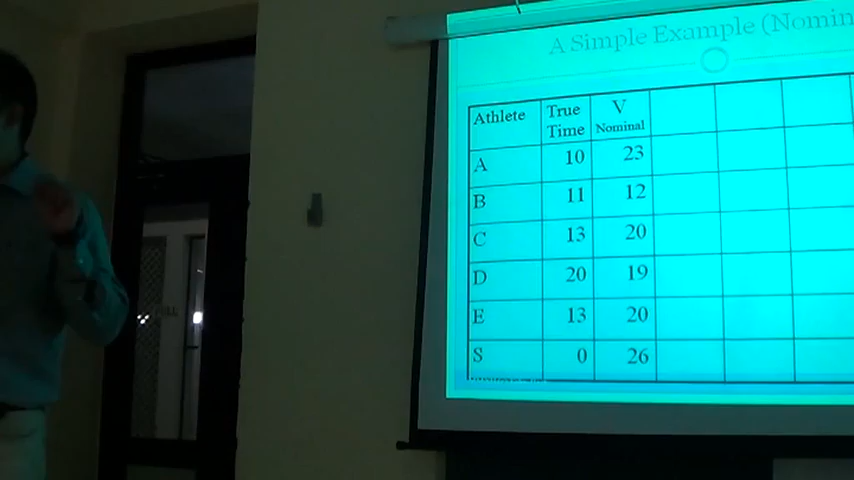 A Simple Example (Nomin
Athlete True Time V Nominal
A 10 23
B 11 12
C 13 20
D 20 19
E 13 20
S 0 26